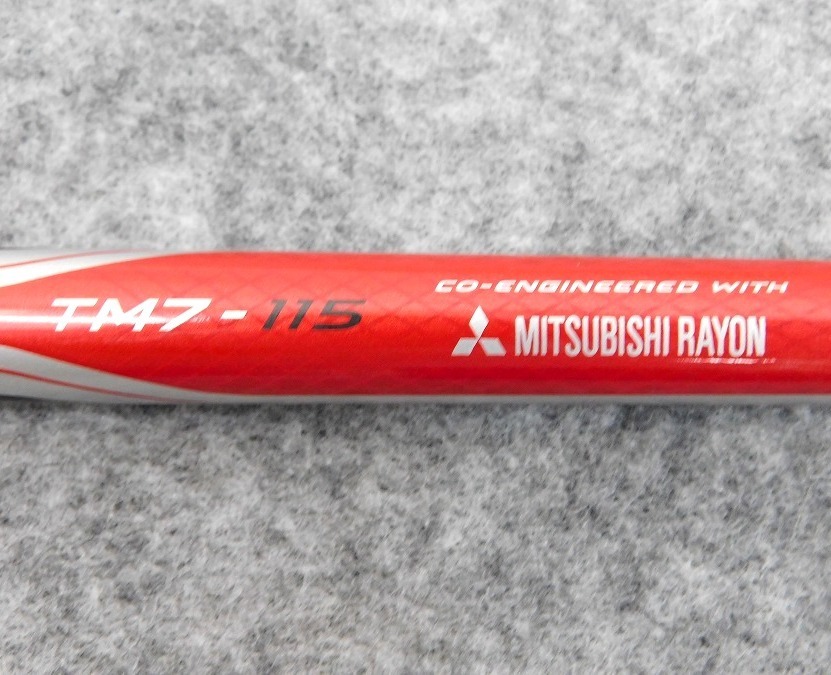 TM7-115
CO-ENGINEERED WITH
MITSUBISHI RAYON